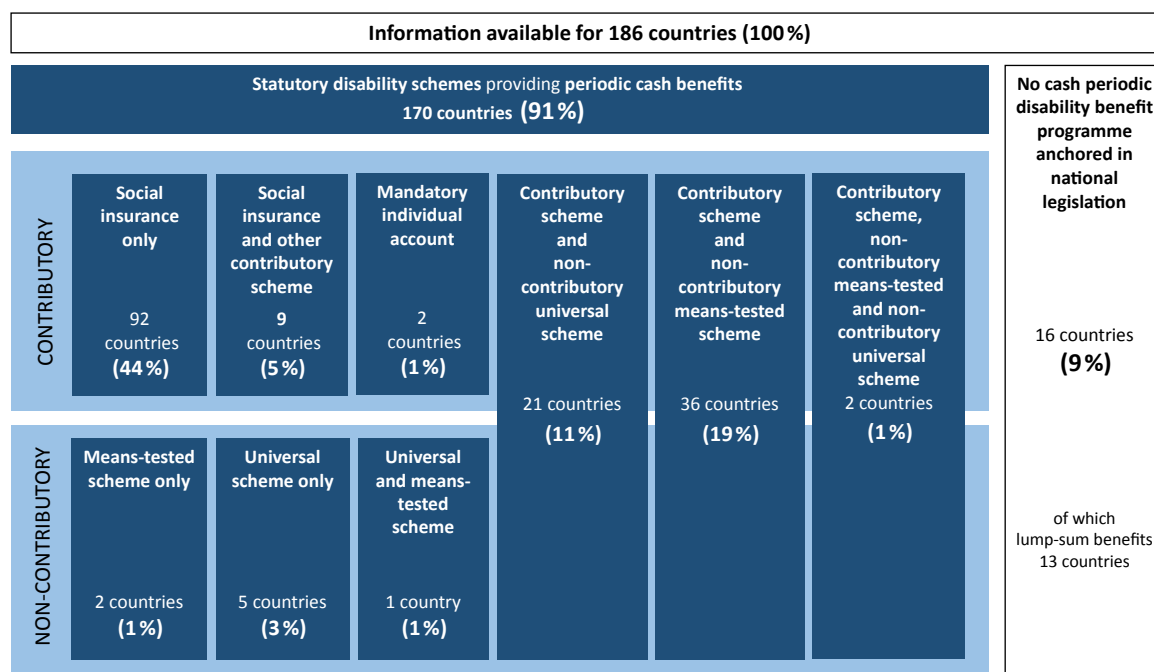 Information available for 186 countries (100%)
Statutory disability schemes providing periodic cash benefits
170 countries (91%)
No cash periodic
disability benefit
programme
anchored in
national
legislation
16 countries
(9%)
of which
lump-sum benefits
13 countries
CONTRIBUTORY
Social
insurance
only
92
countries
(44%)
Social
insurance
and other
contributory
scheme
9
countries
(5%)
Mandatory
individual
account
2
countries
(1%)
Contributory
scheme
and
non-
contributory
universal
scheme
21 countries
(11%)
Contributory
scheme
and
non-
contributory
means-tested
scheme
36 countries
(19%)
Contributory
scheme,
non-
contributory
means-tested
and non-
contributory
universal
scheme
2 countries
(1%)
NON-CONTRIBUTORY
Means-tested
scheme only
2 countries
(1%)
Universal
scheme only
5 countries
(3%)
Universal
and means-
tested
scheme
1 country
(1%)